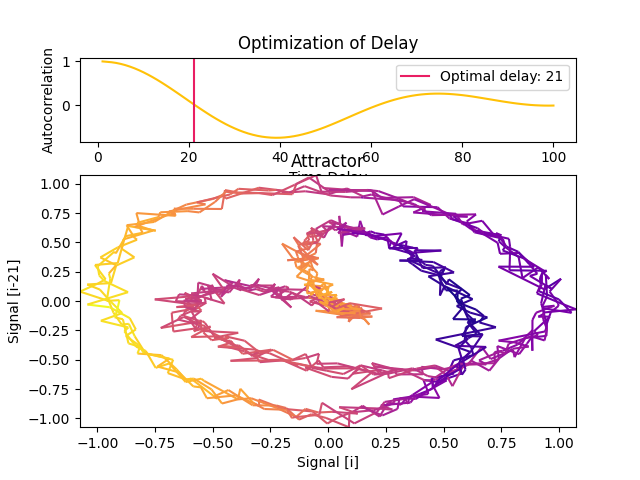 Optimization of Delay
Autocorrelation
1
0
Optimal delay: 21
0 20 40 60 80 100
Time Delay
Attractor
Signal [i-21]
1.00
0.75
0.50
0.25
0.00
−0.25
−0.50
−0.75
−1.00
−1.00 −0.75 −0.50 −0.25 0.00 0.25 0.50 0.75 1.00
Signal [i]